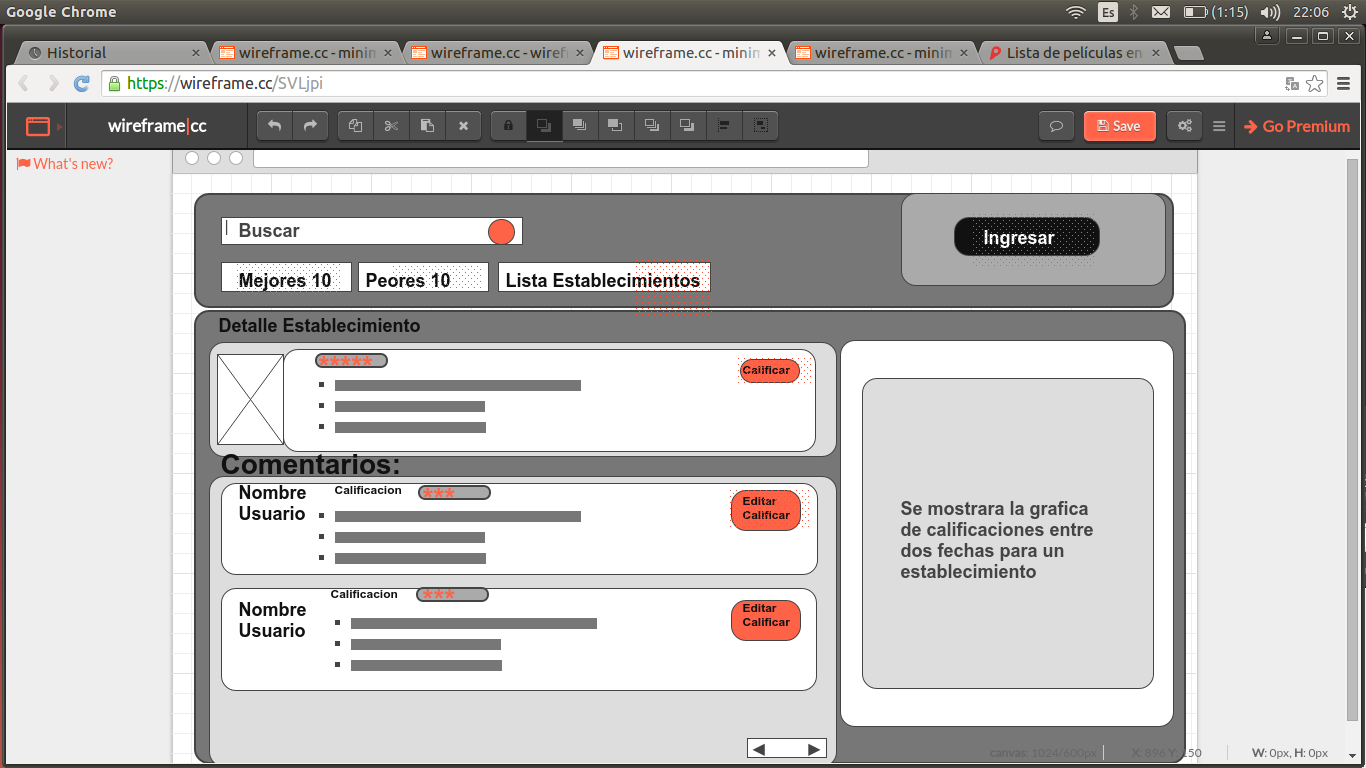 Google Chrome
Es
(1:15)
22:06
Historial
wireframe.cc - minim
wireframe.cc - wiref
wireframe.cc - minim
wireframe.cc - minim
Lista de películas en
https://wireframe.cc/SVLjpi
wireframe|cc
Save
Go Premium
What's new?
Buscar
Ingresar
Mejores 10
Peores 10
Lista Establecimientos
Detalle Establecimiento
*****
Calificar
Comentarios:
Nombre
Usuario
Calificacion
***
Editar
Calificar
Nombre
Usuario
Calificacion
***
Editar
Calificar
Se mostrara la grafica
de calificaciones entre
dos fechas para un
establecimiento
canvas: 1024/600px
X: 896 Y: 150
W: 0px, H: 0px